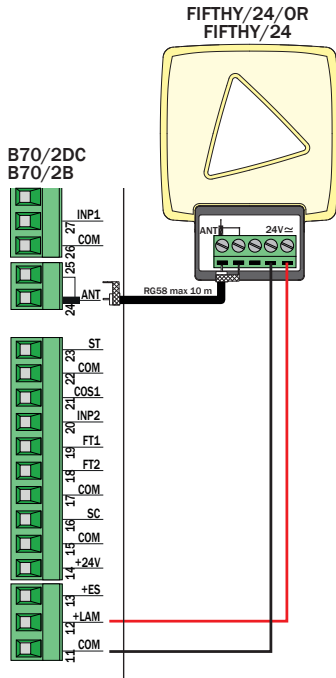 FIFTHY/24/OR
FIFTHY/24
B70/2DC
B70/2B
ANT
24V≃
27 INP1
26 COM
25
24 ANT
RG58 max 10 m
23 ST
22 COM
21 COS1
20 INP2
19 FT1
18 FT2
17 COM
16 SC
15 COM
14 +24V
13 +ES
12 +LAM
11 COM